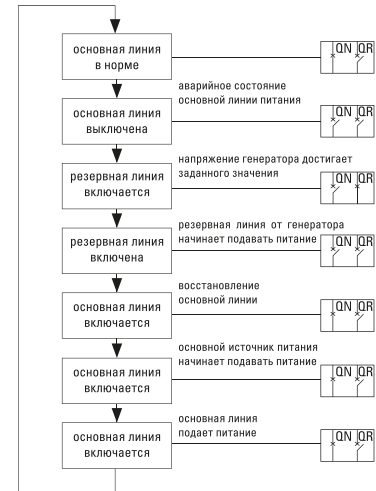 основная линия
в норме
QN QR
аварийное состояние
основной линии питания
основная линия
выключена
QN QR
напряжение генератора достигает
заданного значения
резервная линия
включается
QN QR
резервная линия от генератора
начинает подавать питание
резервная линия
включена
QN QR
восстановление
основной линии
основная линия
включается
QN QR
основной источник питания
начинает подавать питание
основная линия
включается
QN QR
основная линия
подает питание
основная линия
включается
QN QR